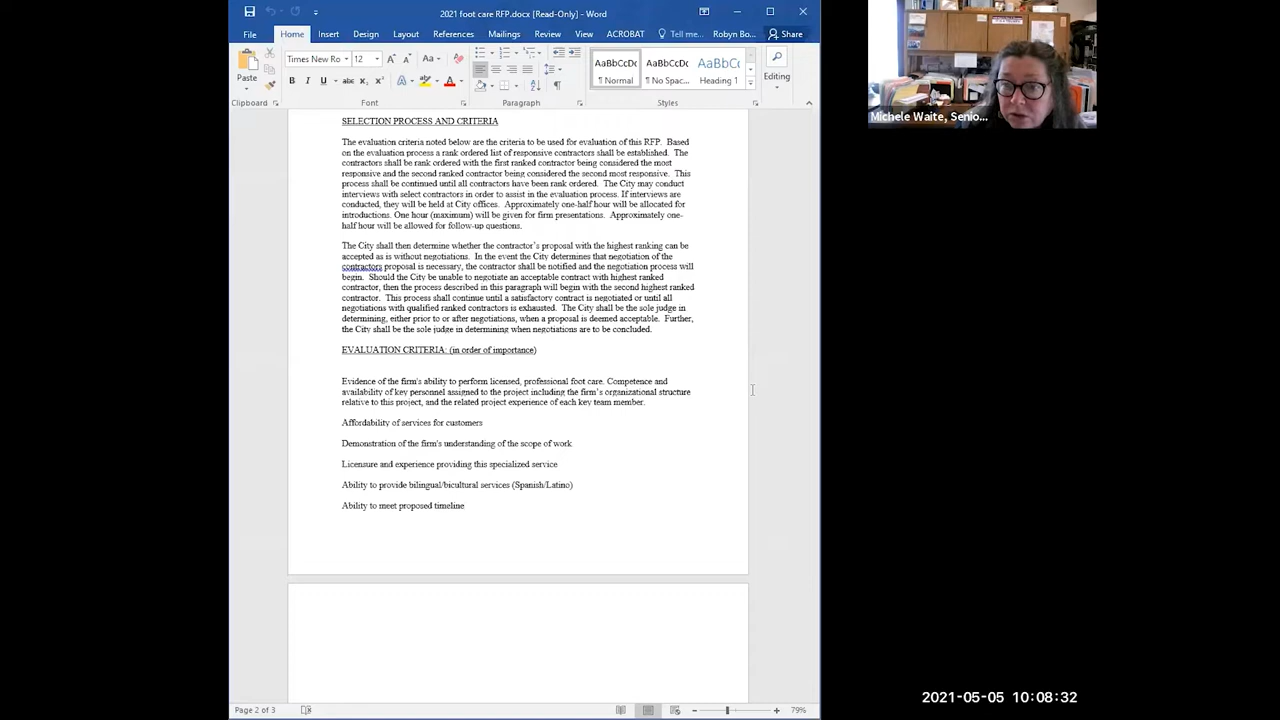 2021 foot care RFP.docx [Read-Only] - Word
File Home Insert Design Layout References Mailings Review View ACROBAT Tell me... Robyn Bo... Share
Times New Ro 12 Aa
B I U abc x₂ x² A A
Paste
AaBbCcDc AaBbCcDc AaBbCc
¶ Normal ¶ No Spac... Heading 1
Editing
Clipboard Font Paragraph Styles
SELECTION PROCESS AND CRITERIA
The evaluation criteria noted below are the criteria to be used for evaluation of this RFP. Based
on the evaluation process a rank ordered list of responsive contractors shall be established. The
contractors shall be rank ordered with the first ranked contractor being considered the most
responsive and the second ranked contractor being considered the second most responsive. This
process shall be continued until all contractors have been rank ordered. The City may conduct
interviews with select contractors in order to assist in the evaluation process. If interviews are
conducted, they will be held at City offices. Approximately one-half hour will be allocated for
introductions. One hour (maximum) will be given for firm presentations. Approximately one-
half hour will be allowed for follow-up questions.
The City shall then determine whether the contractor's proposal with the highest ranking can be
accepted as is without negotiations. In the event the City determines that negotiation of the
contractors proposal is necessary, the contractor shall be notified and the negotiation process will
begin. Should the City be unable to negotiate an acceptable contract with highest ranked
contractor, then the process described in this paragraph will begin with the second highest ranked
contractor. This process shall continue until a satisfactory contract is negotiated or until all
negotiations with qualified ranked contractors is exhausted. The City shall be the sole judge in
determining, either prior to or after negotiations, when a proposal is deemed acceptable. Further,
the City shall be the sole judge in determining when negotiations are to be concluded.
EVALUATION CRITERIA: (in order of importance)
Evidence of the firm's ability to perform licensed, professional foot care. Competence and
availability of key personnel assigned to the project including the firm's organizational structure
relative to this project, and the related project experience of each key team member.
Affordability of services for customers
Demonstration of the firm's understanding of the scope of work
Licensure and experience providing this specialized service
Ability to provide bilingual/bicultural services (Spanish/Latino)
Ability to meet proposed timeline
Page 2 of 3
79%
Michele Waite, Senio...
2021-05-05 10:08:32